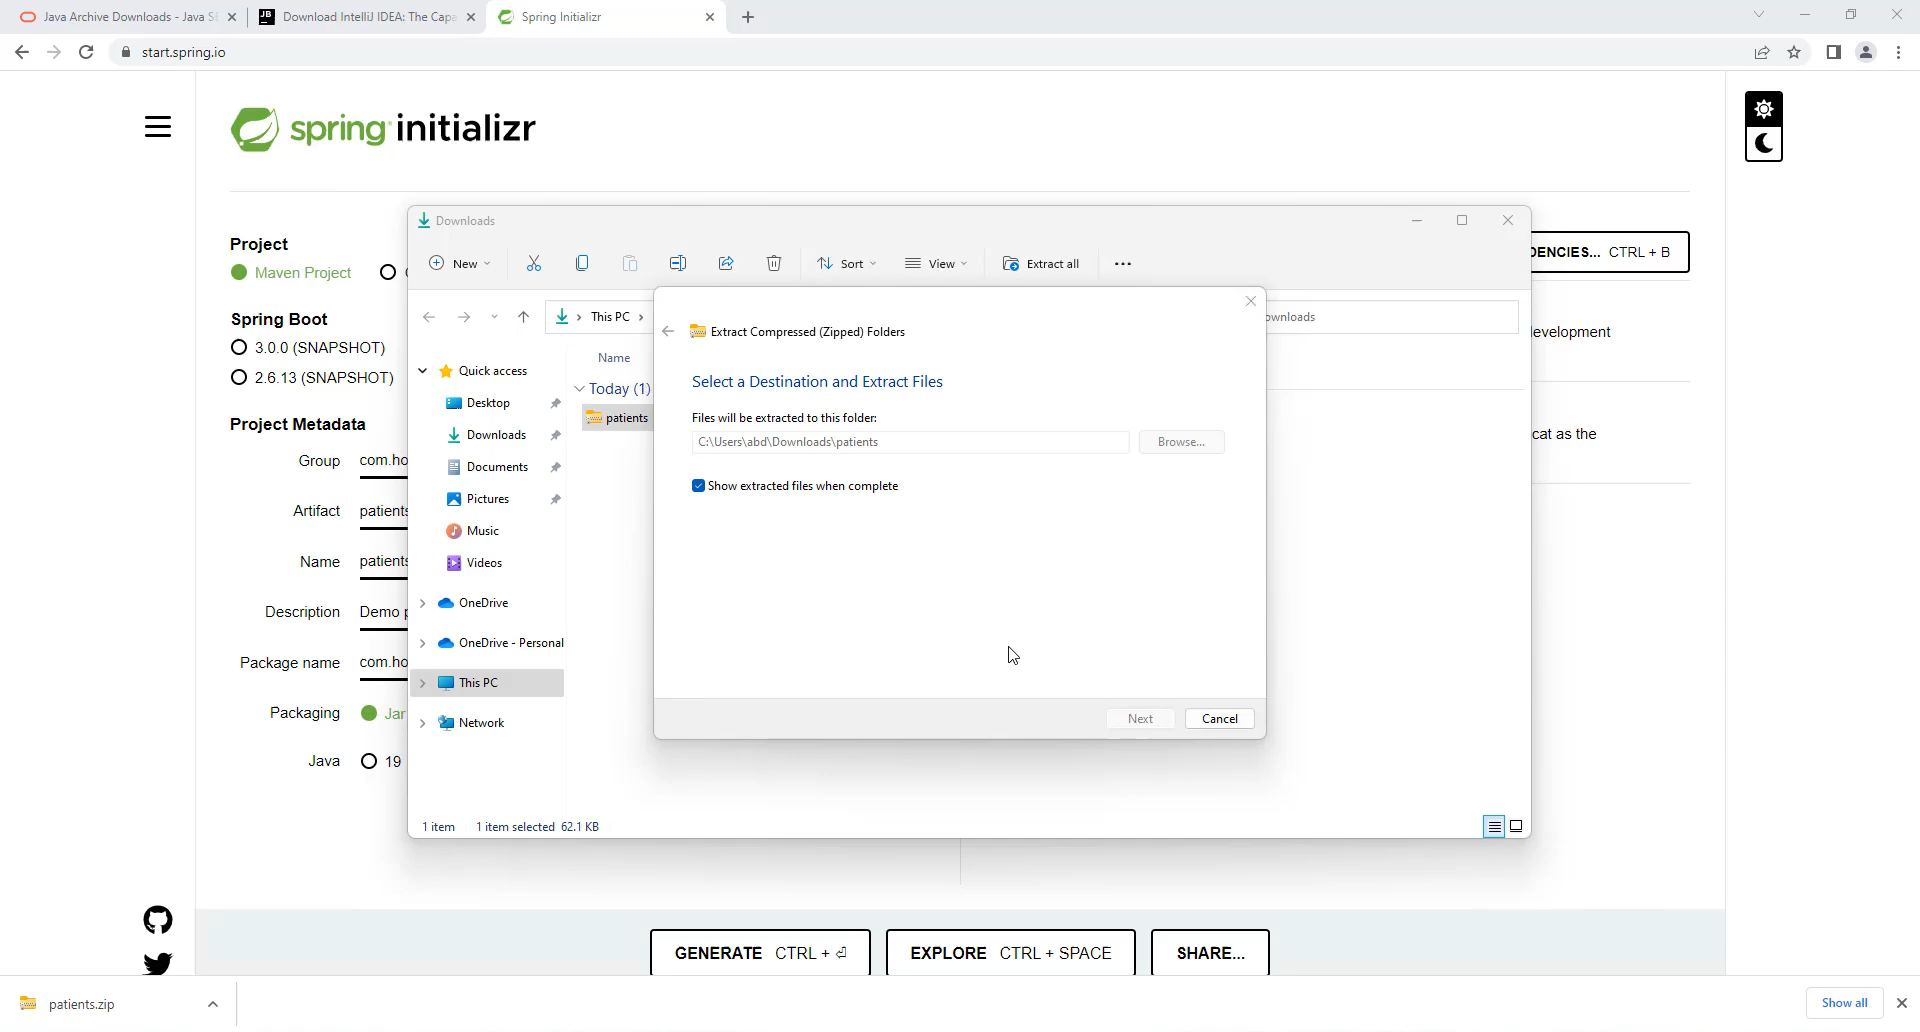 Java Archive Downloads - Java SE
Download IntelliJ IDEA: The Capa
Spring Initializr
start.spring.io
spring initializr
Project
Maven Project
Spring Boot
3.0.0 (SNAPSHOT)
2.6.13 (SNAPSHOT)
Project Metadata
Group com.ho
Artifact patients
Name patients
Description Demo p
Package name com.ho
Packaging Jar
Java 19
DENCIES... CTRL + B
development
cat as the
Downloads
New
Sort
View
Extract all
This PC
ownloads
Quick access
Desktop
Downloads
Documents
Pictures
Music
Videos
OneDrive
OneDrive - Personal
This PC
Network
Name
Today (1)
patients
1 item 1 item selected 62.1 KB
Extract Compressed (Zipped) Folders
Select a Destination and Extract Files
Files will be extracted to this folder:
C:\Users\abd\Downloads\patients
Browse...
Show extracted files when complete
Next
Cancel
GENERATE CTRL + ⏎
EXPLORE CTRL + SPACE
SHARE...
patients.zip
Show all